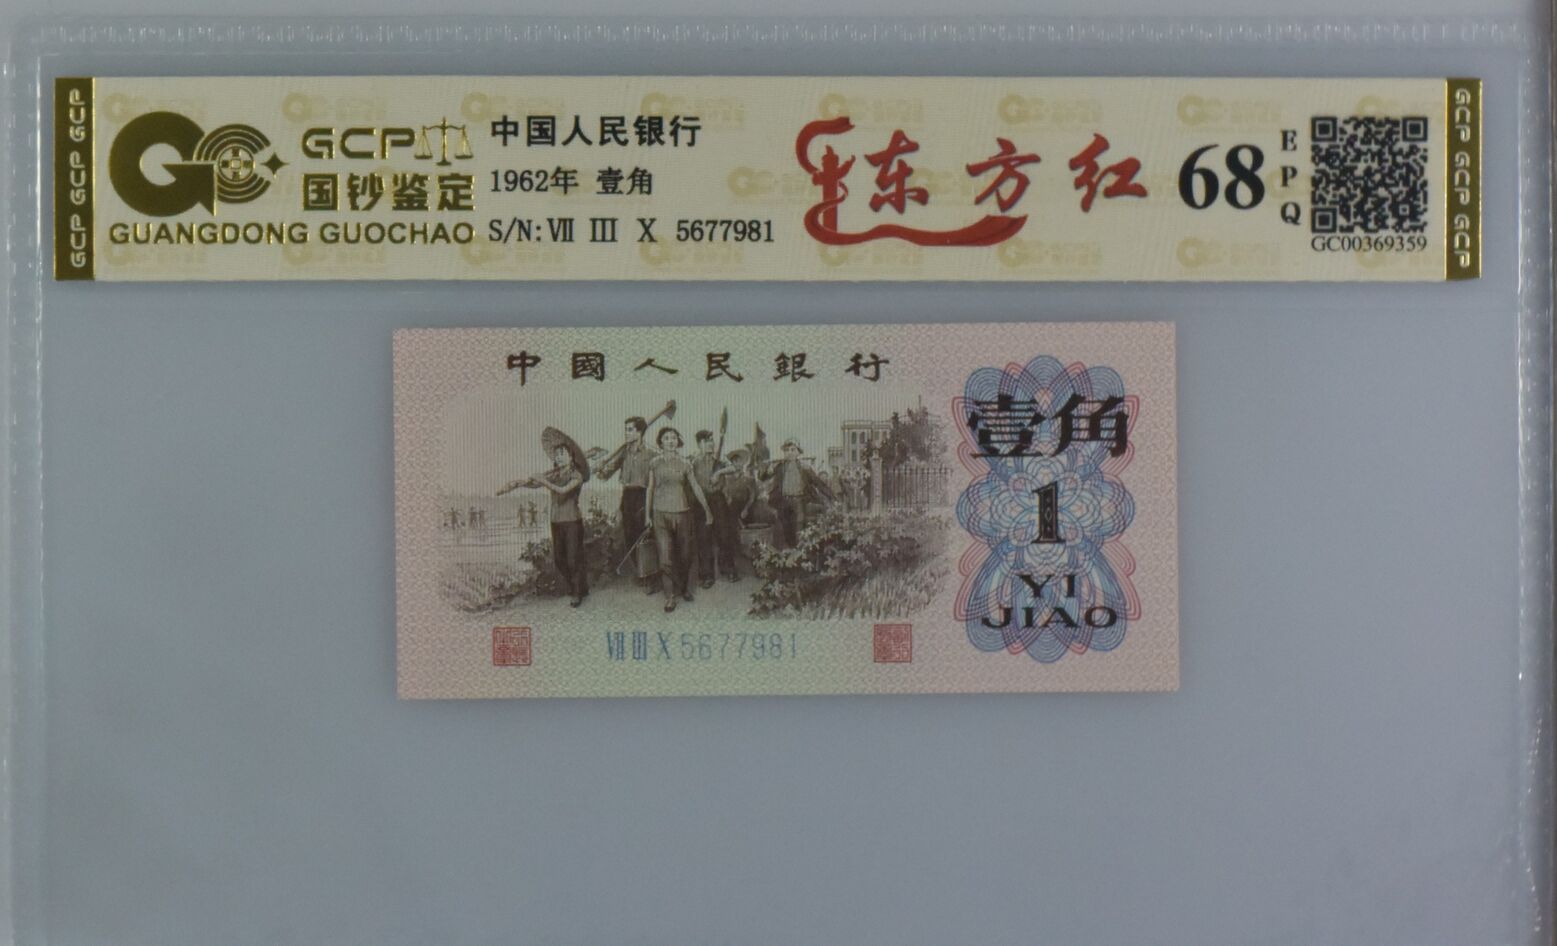 GCP GCP GCP
GCP
国钞鉴定
GUANGDONG GUOCHAO
中国人民银行
1962年 壹角
S/N: Ⅶ Ⅲ Ⅹ 5677981
东方红
68
EPQ
GC00369359
GCP GCP GCP
中國人民銀行
壹角
1
YI
JIAO
Ⅶ Ⅲ Ⅹ 5677981